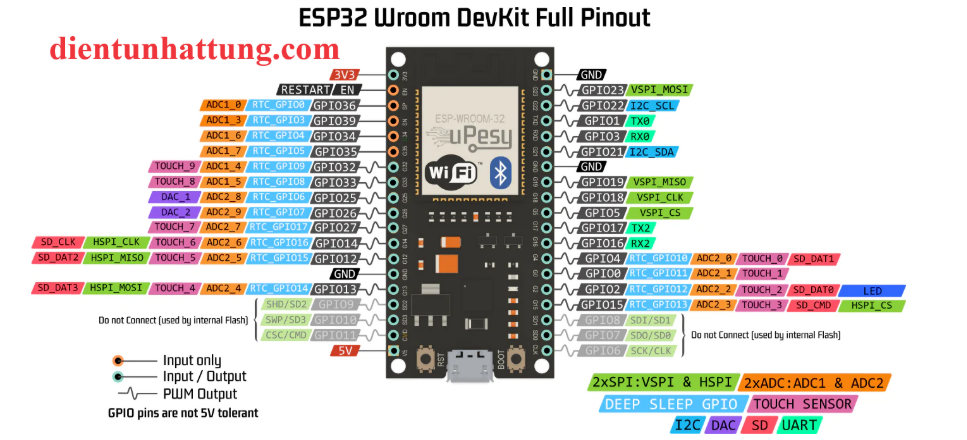 ESP32 Wroom DevKit Full Pinout
dientunhattung.com
3V3
RESTART EN
ADC1_0 RTC_GPIO0 GPIO36
ADC1_3 RTC_GPIO3 GPIO39
ADC1_6 RTC_GPIO4 GPIO34
ADC1_7 RTC_GPIO5 GPIO35
TOUCH_9 ADC1_4 RTC_GPIO9 GPIO32
TOUCH_8 ADC1_5 RTC_GPIO8 GPIO33
DAC_1 ADC2_8 RTC_GPIO6 GPIO25
DAC_2 ADC2_9 RTC_GPIO7 GPIO26
TOUCH_7 ADC2_7 RTC_GPIO17 GPIO27
SD_CLK HSPI_CLK TOUCH_6 ADC2_6 RTC_GPIO16 GPIO14
SD_DAT2 HSPI_MISO TOUCH_5 ADC2_5 RTC_GPIO15 GPIO12
GND
SD_DAT3 HSPI_MOSI TOUCH_4 ADC2_4 RTC_GPIO14 GPIO13
SHD/SD2 GPIO9
Do not Connect (used by internal Flash) SWP/SD3 GPIO10
CSC/CMD GPIO11
5V
ESP-WROOM-32
uPesy
WiFi
TM
RST
BOOT
GND
GPIO23 VSPI_MOSI
GPIO22 I2C_SCL
GPIO1 TX0
GPIO3 RX0
GPIO21 I2C_SDA
GND
GPIO19 VSPI_MISO
GPIO18 VSPI_CLK
GPIO5 VSPI_CS
GPIO17 TX2
GPIO16 RX2
GPIO4 RTC_GPIO10 ADC2_0 TOUCH_0 SD_DAT1
GPIO0 RTC_GPIO11 ADC2_1 TOUCH_1
GPIO2 RTC_GPIO12 ADC2_2 TOUCH_2 SD_DAT0 LED
GPIO15 RTC_GPIO13 ADC2_3 TOUCH_3 SD_CMD HSPI_CS
GPIO8 SDI/SD1
GPIO7 SDO/SD0 Do not Connect (used by internal Flash)
GPIO6 SCK/CLK
Input only
Input / Output
PWM Output
GPIO pins are not 5V tolerant
2xSPI:VSPI & HSPI 2xADC:ADC1 & ADC2
DEEP SLEEP GPIO TOUCH SENSOR
I2C DAC SD UART